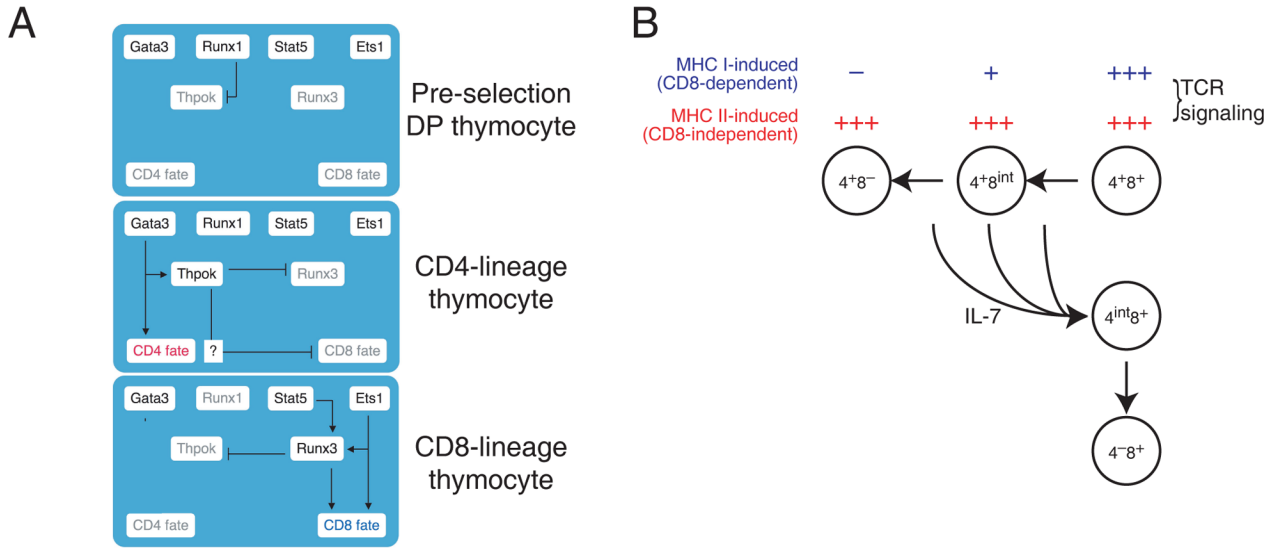 A
Gata3 Runx1 Stat5 Ets1
Thpok Runx3
CD4 fate CD8 fate
Pre-selection
DP thymocyte
Gata3 Runx1 Stat5 Ets1
Thpok Runx3
CD4 fate ? CD8 fate
CD4-lineage
thymocyte
Gata3 Runx1 Stat5 Ets1
Thpok Runx3
CD4 fate CD8 fate
CD8-lineage
thymocyte
B
MHC I-induced
(CD8-dependent)
– + +++
MHC II-induced
(CD8-independent)
+++ +++ +++
TCR
signaling
4⁺8⁻ 4⁺8ⁱⁿᵗ 4⁺8⁺
IL-7
4ⁱⁿᵗ8⁺
4⁻8⁺